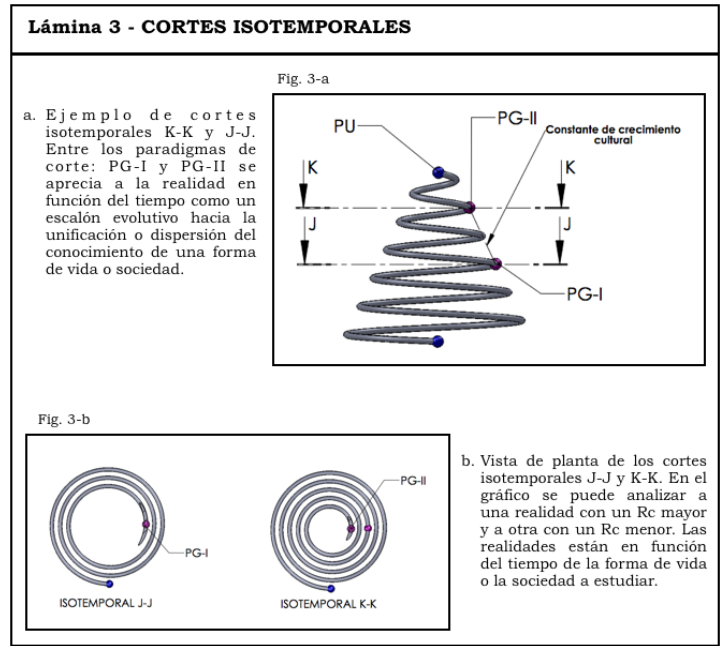 Lámina 3 - CORTES ISOTEMPORALES
Fig. 3-a
a. Ejemplo de cortes
isotemporales K-K y J-J.
Entre los paradigmas de
corte: PG-I y PG-II se
aprecia a la realidad en
función del tiempo como un
escalón evolutivo hacia la
unificación o dispersión del
conocimiento de una forma
de vida o sociedad.
PU
PG-II
Constante de crecimiento
cultural
K
K
J
J
PG-I
Fig. 3-b
PG-I
ISOTEMPORAL J-J
PG-II
ISOTEMPORAL K-K
b. Vista de planta de los cortes
isotemporales J-J y K-K. En el
gráfico se puede analizar a
una realidad con un Rc mayor
y a otra con un Rc menor. Las
realidades están en función
del tiempo de la forma de vida
o la sociedad a estudiar.